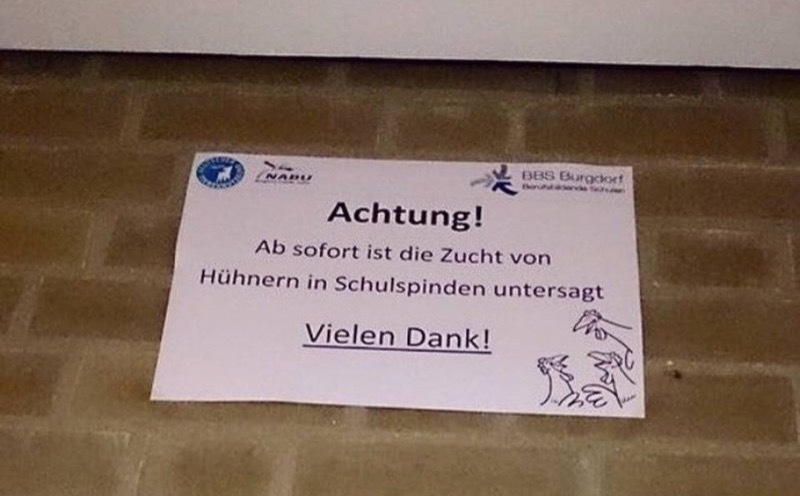 NABU
BBS Burgdorf
Berufsbildende Schulen
Achtung!
Ab sofort ist die Zucht von
Hühnern in Schulspinden untersagt
Vielen Dank!